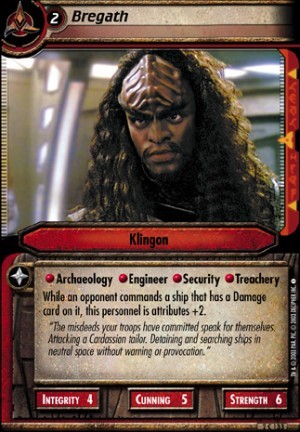 2 Bregath
Klingon
Archaeology Engineer Security Treachery
While an opponent commands a ship that has a Damage
card on it, this personnel is attributes +2.
"The misdeeds your troops have committed speak for themselves.
Attacking a Cardassian tailor. Detaining and searching ships in
neutral space without warning or provocation."
Integrity 4 Cunning 5 Strength 6